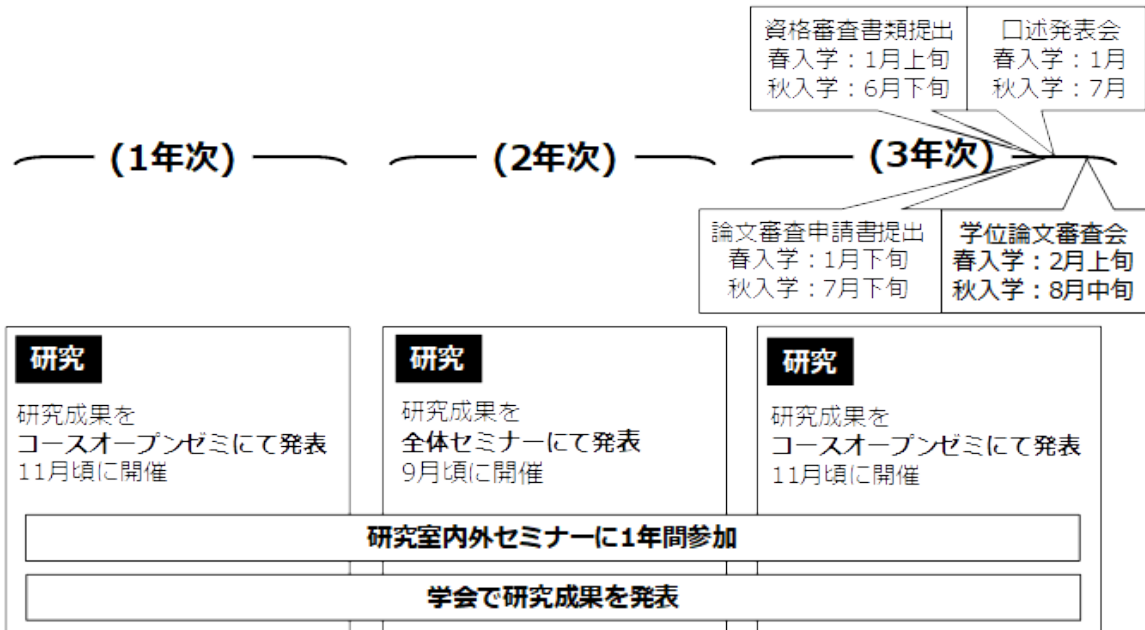 資格審査書類提出
春入学：1月上旬
秋入学：6月下旬
口述発表会
春入学：1月
秋入学：7月
(1年次)
(2年次)
(3年次)
論文審査申請書提出
春入学：1月下旬
秋入学：7月下旬
学位論文審査会
春入学：2月上旬
秋入学：8月中旬
研究
研究成果を
コースオープンゼミにて発表
11月頃に開催
研究
研究成果を
全体セミナーにて発表
9月頃に開催
研究
研究成果を
コースオープンゼミにて発表
11月頃に開催
研究室内外セミナーに1年間参加
学会で研究成果を発表